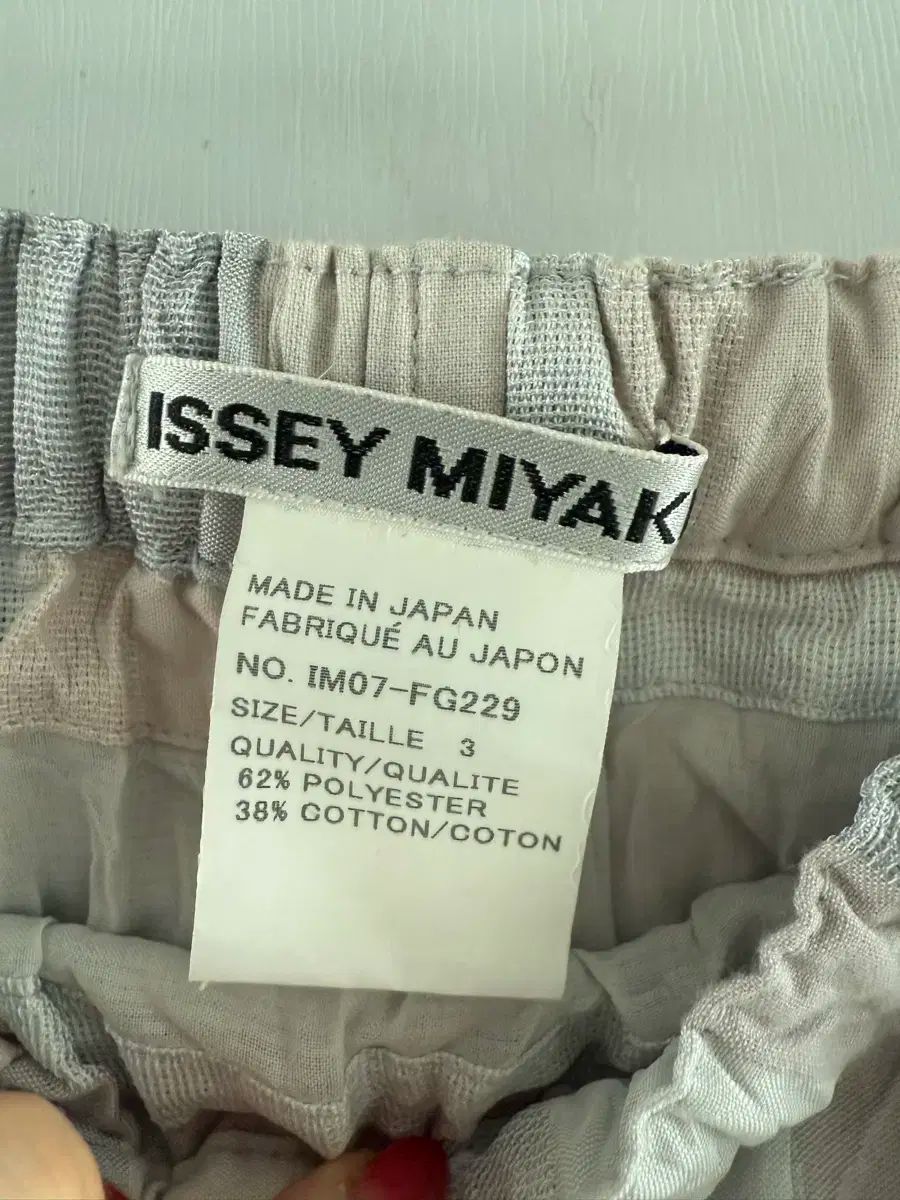 ISSEY MIYAK
MADE IN JAPAN
FABRIQUÉ AU JAPON
NO. IM07-FG229
SIZE/TAILLE 3
QUALITY/QUALITE
62% POLYESTER
38% COTTON/COTON